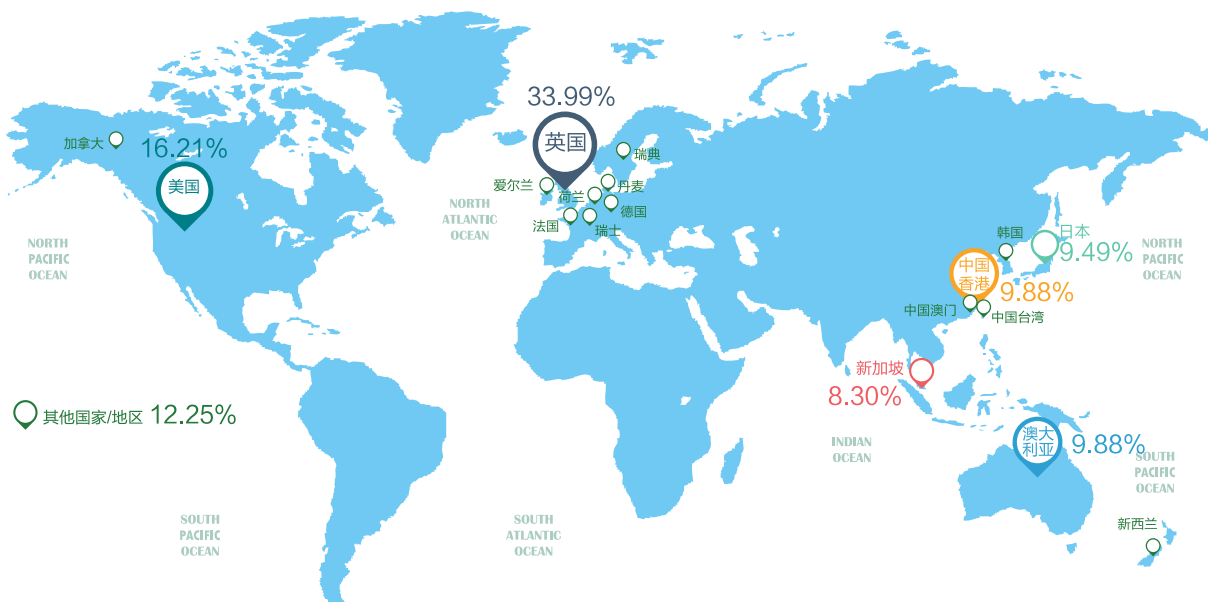 33.99%
英国
加拿大
16.21%
美国
瑞典
爱尔兰
荷兰
丹麦
德国
法国
瑞士
NORTH
ATLANTIC
OCEAN
NORTH
PACIFIC
OCEAN
韩国
日本
9.49%
NORTH
PACIFIC
OCEAN
中国
香港
9.88%
中国澳门
中国台湾
新加坡
8.30%
其他国家/地区 12.25%
INDIAN
OCEAN
澳大
利亚
9.88%
SOUTH
PACIFIC
OCEAN
SOUTH
PACIFIC
OCEAN
SOUTH
ATLANTIC
OCEAN
新西兰